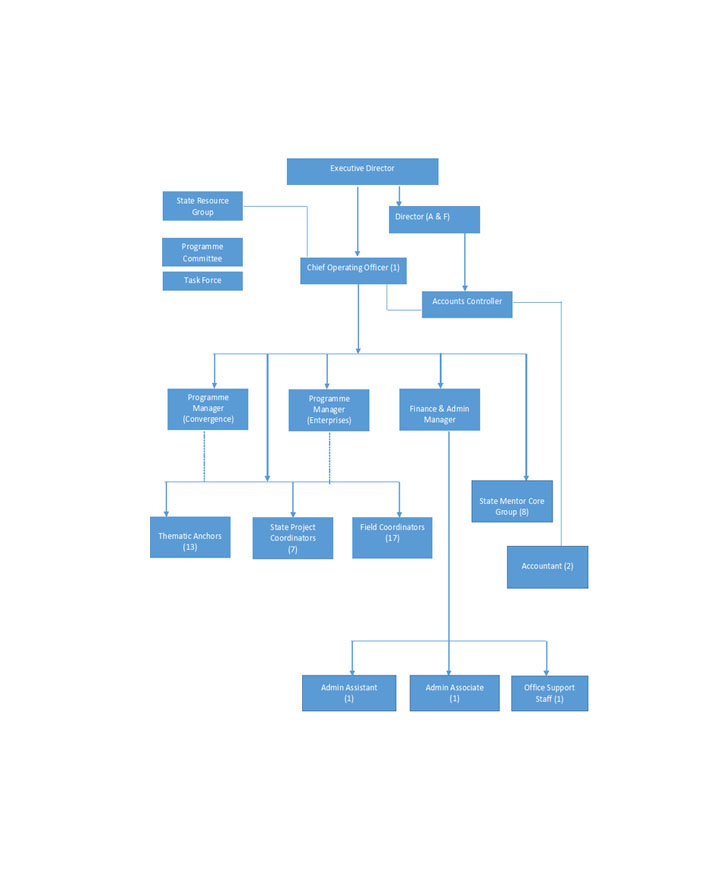 Executive Director
State Resource
Group
Director (A & F)
Programme
Committee
Chief Operating Officer (1)
Task Force
Accounts Controller
Programme
Manager
(Convergence)
Programme
Manager
(Enterprises)
Finance & Admin
Manager
State Mentor Core
Group (8)
Thematic Anchors
(13)
State Project
Coordinators
(7)
Field Coordinators
(17)
Accountant (2)
Admin Assistant
(1)
Admin Associate
(1)
Office Support
Staff (1)